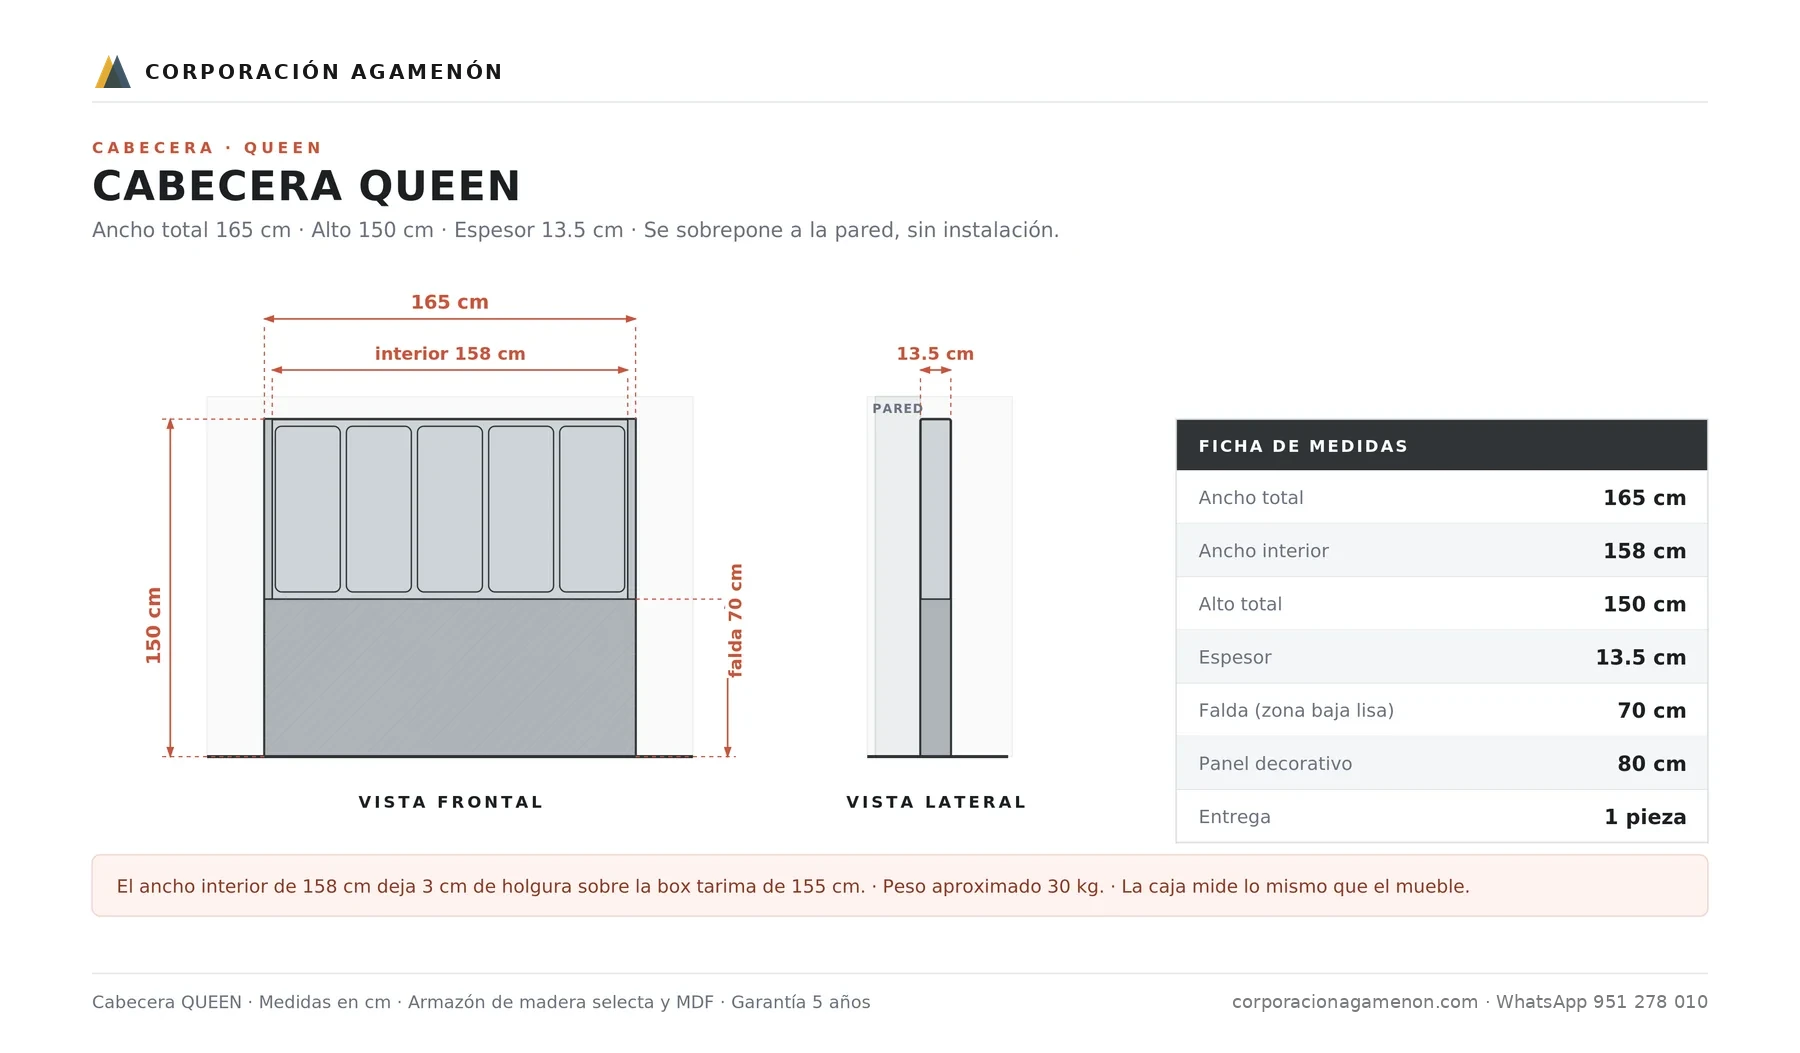 CORPORACIÓN AGAMENÓN
CABECERA · QUEEN
CABECERA QUEEN
Ancho total 165 cm · Alto 150 cm · Espesor 13.5 cm · Se sobrepone a la pared, sin instalación.
165 cm
interior 158 cm
150 cm
falda 70 cm
VISTA FRONTAL
13.5 cm
PARED
VISTA LATERAL
FICHA DE MEDIDAS
Ancho total 165 cm
Ancho interior 158 cm
Alto total 150 cm
Espesor 13.5 cm
Falda (zona baja lisa) 70 cm
Panel decorativo 80 cm
Entrega 1 pieza
El ancho interior de 158 cm deja 3 cm de holgura sobre la box tarima de 155 cm. · Peso aproximado 30 kg. · La caja mide lo mismo que el mueble.
Cabecera QUEEN · Medidas en cm · Armazón de madera selecta y MDF · Garantía 5 años
corporacionagamenon.com · WhatsApp 951 278 010